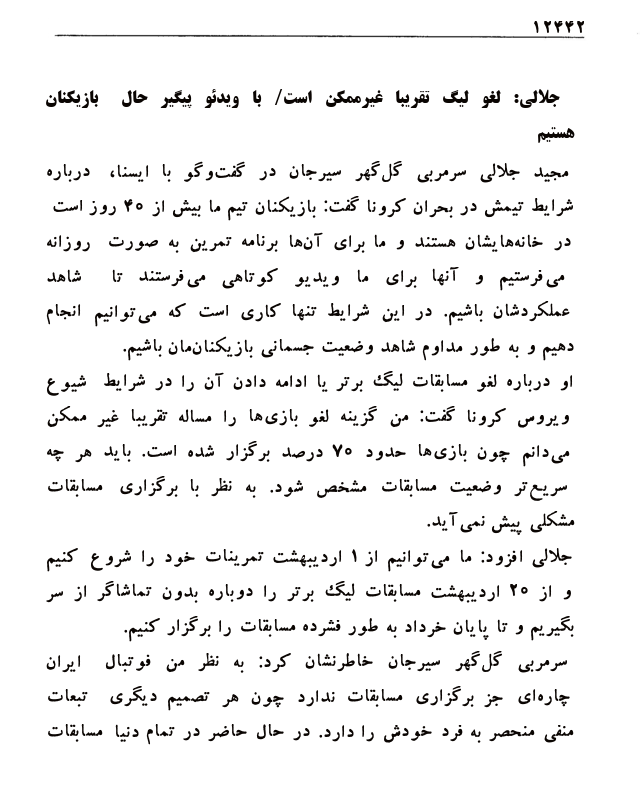 ۱۲۴۴۲
جلالی: لغو لیگ تقریبا غیرممکن است/ با ویدئو پیگیر حال بازیکنان
هستیم
مجید جلالی سرمربی گل‌گهر سیرجان در گفت‌وگو با ایسنا، درباره
شرایط تیمش در بحران کرونا گفت: بازیکنان تیم ما بیش از ۴۰ روز است
در خانه‌هایشان هستند و ما برای آن‌ها برنامه تمرین به صورت روزانه
می‌فرستیم و آنها برای ما ویدیو کوتاهی می‌فرستند تا شاهد
عملکردشان باشیم. در این شرایط تنها کاری است که می‌توانیم انجام
دهیم و به طور مداوم شاهد وضعیت جسمانی بازیکنان‌مان باشیم.
او درباره لغو مسابقات لیگ برتر یا ادامه دادن آن را در شرایط شیوع
ویروس کرونا گفت: من گزینه لغو بازی‌ها را مساله تقریبا غیر ممکن
می‌دانم چون بازی‌ها حدود ۷۰ درصد برگزار شده است. باید هر چه
سریع‌تر وضعیت مسابقات مشخص شود. به نظر با برگزاری مسابقات
مشکلی پیش نمی‌آید.
جلالی افزود: ما می‌توانیم از ۱ اردیبهشت تمرینات خود را شروع کنیم
و از ۲۰ اردیبهشت مسابقات لیگ برتر را دوباره بدون تماشاگر از سر
بگیریم و تا پایان خرداد به طور فشرده مسابقات را برگزار کنیم.
سرمربی گل‌گهر سیرجان خاطرنشان کرد: به نظر من فوتبال ایران
چاره‌ای جز برگزاری مسابقات ندارد چون هر تصمیم دیگری تبعات
منفی منحصر به فرد خودش را دارد. در حال حاضر در تمام دنیا مسابقات